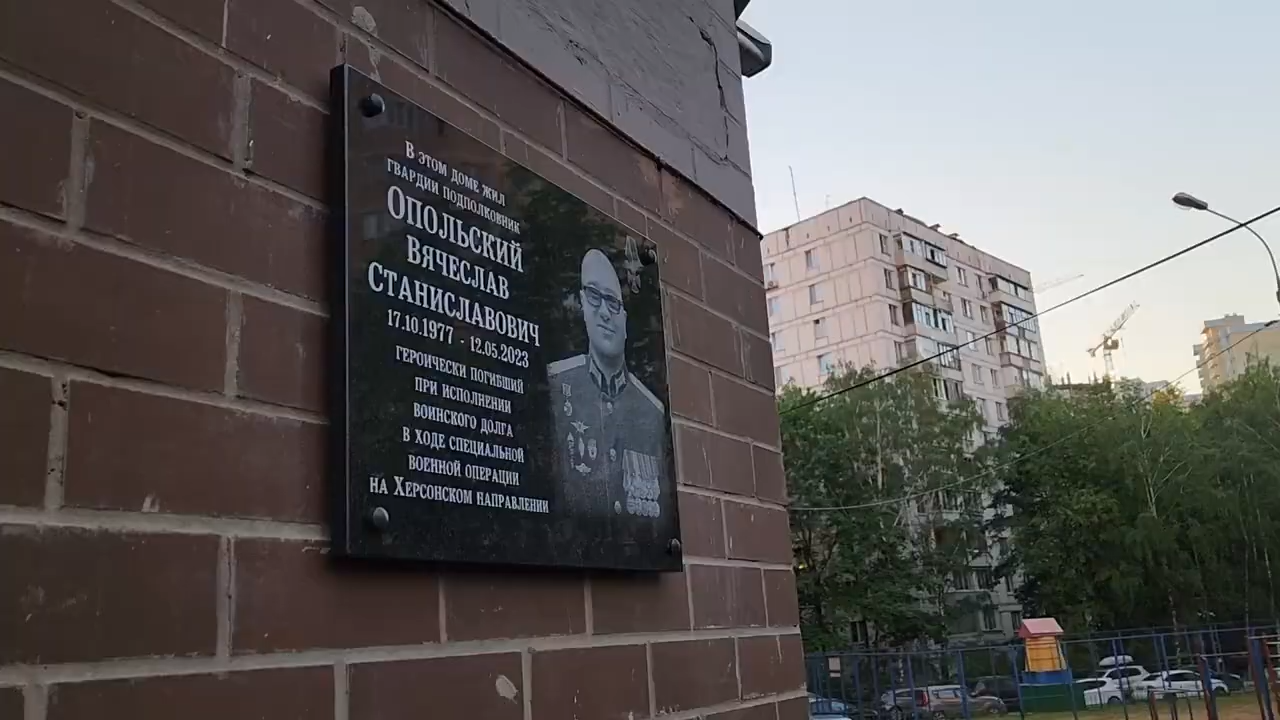 В этом доме жил
гвардии подполковник
Опольский
Вячеслав
Станиславович
17.10.1977 - 12.05.2023
героически погибший
при исполнении
воинского долга
в ходе специальной
военной операции
на Херсонском направлении